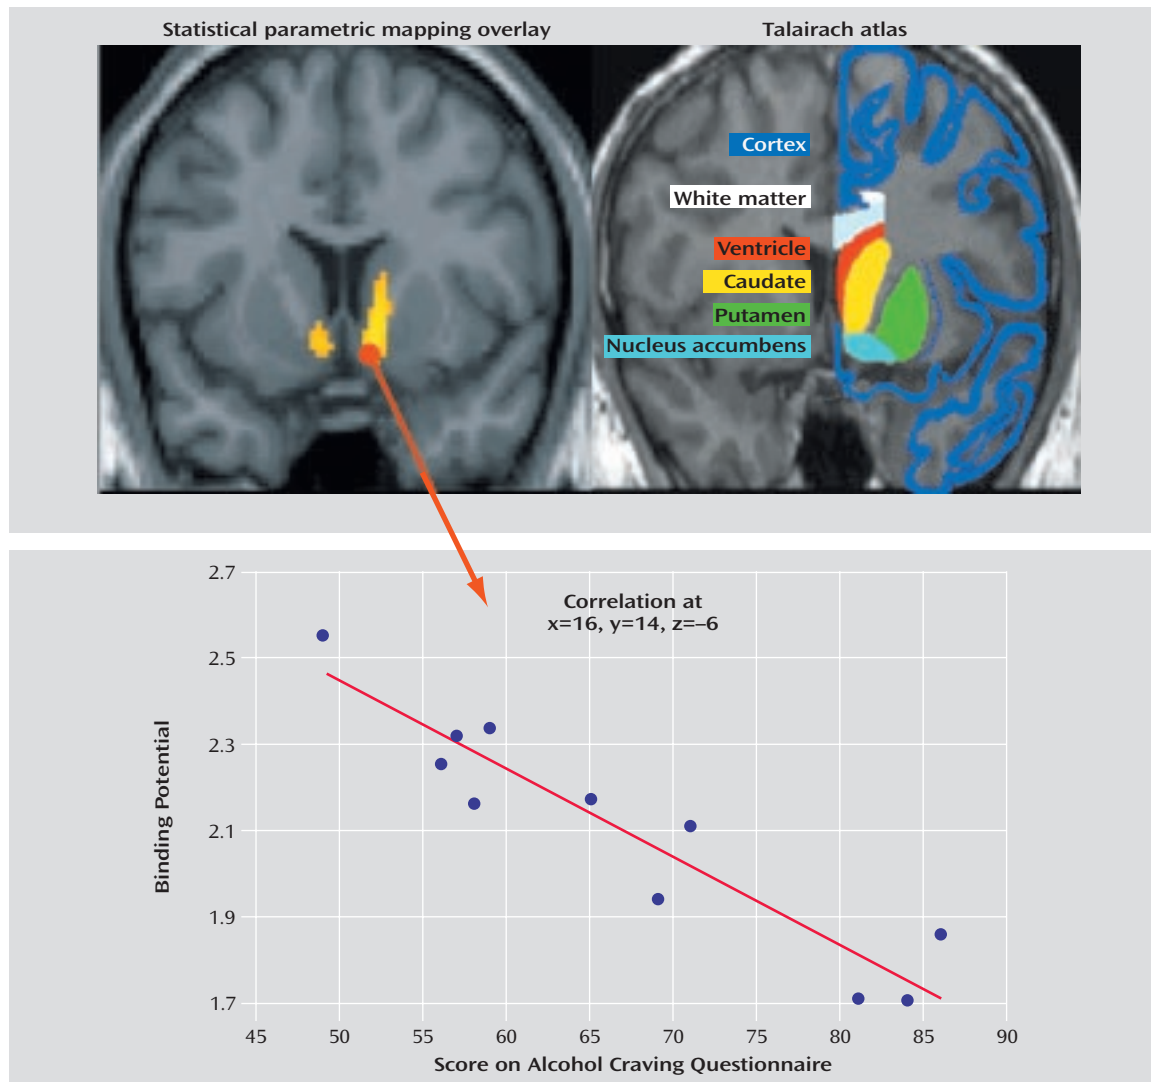 Statistical parametric mapping overlay
Talairach atlas
Cortex
White matter
Ventricle
Caudate
Putamen
Nucleus accumbens
Correlation at
x=16, y=14, z=–6
2.7
2.5
2.3
2.1
1.9
1.7
Binding Potential
45 50 55 60 65 70 75 80 85 90
Score on Alcohol Craving Questionnaire